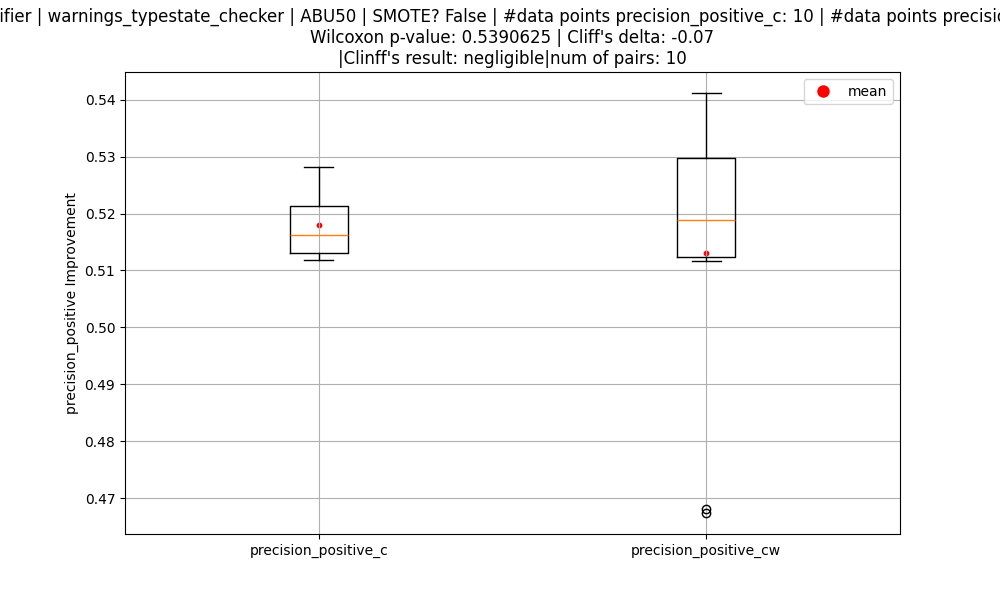 | warnings_typestate_checker | ABU50 | SMOTE? False | #data points precision_positive_c: 10 | #data points
Wilcoxon p-value: 0.5390625 | Cliff's delta: -0.07
|Clinff's result: negligible|num of pairs: 10
mean
precision_positive Improvement
0.54
0.53
0.52
0.51
0.50
0.49
0.48
0.47
precision_positive_c
precision_positive_cw